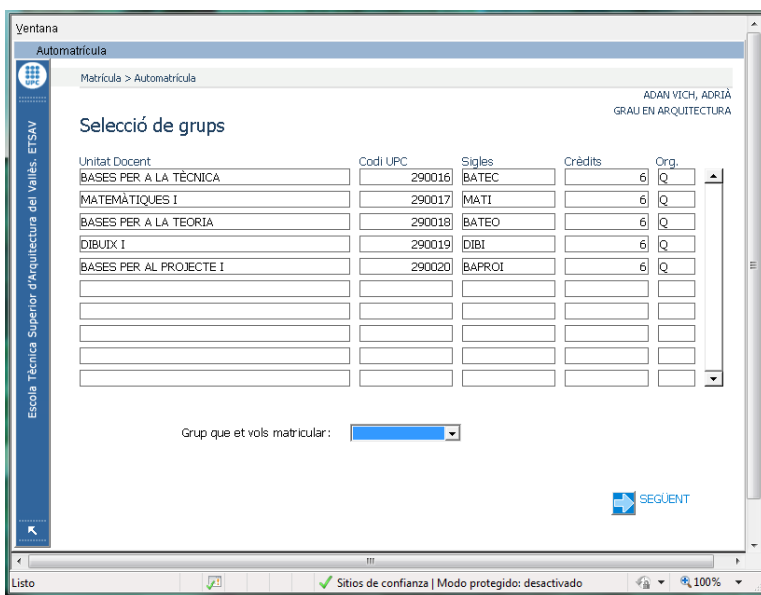 Ventana
Automatrícula
UPC
Matrícula > Automatrícula
ADAN VICH, ADRIÀ
GRAU EN ARQUITECTURA
Escola Tècnica Superior d'Arquitectura del Vallès. ETSAV
Selecció de grups
Unitat Docent Codi UPC Sigles Crèdits Org.
BASES PER A LA TÈCNICA 290016 BATEC 6 Q
MATEMÀTIQUES I 290017 MATI 6 Q
BASES PER A LA TEORIA 290018 BATEO 6 Q
DIBUIX I 290019 DIBI 6 Q
BASES PER AL PROJECTE I 290020 BAPROI 6 Q
Grup que et vols matricular:
SEGÜENT
Listo Sitios de confianza | Modo protegido: desactivado 100%